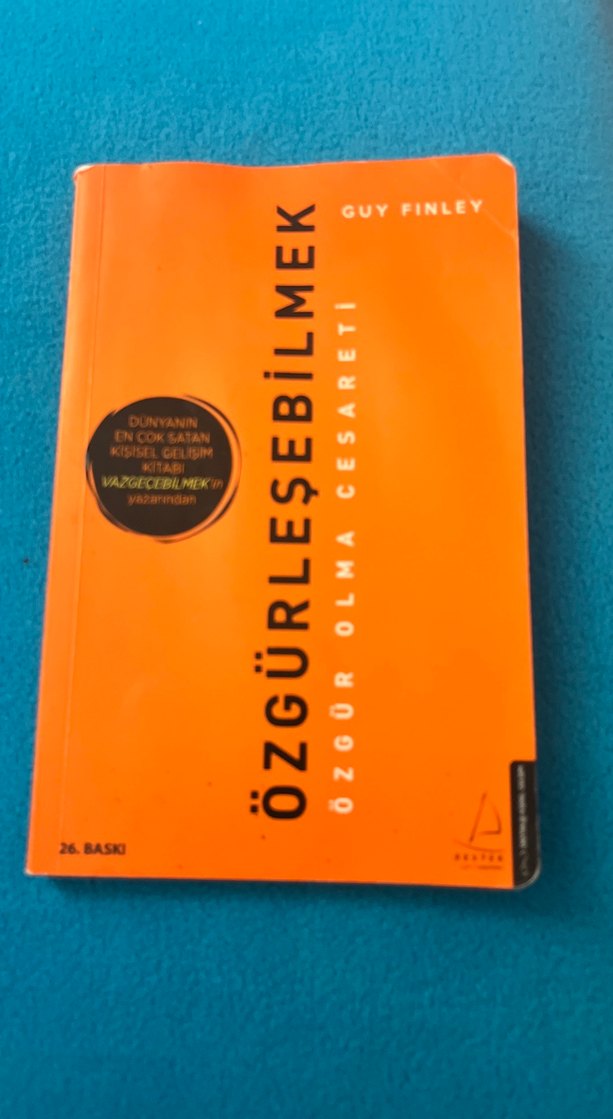 GUY FINLEY
ÖZGÜRLEŞEBİLMEK
ÖZGÜR OLMA CESARETİ
DÜNYANIN
EN ÇOK SATAN
KİŞİSEL GELİŞİM
KİTABI
VAZGEÇEBİLMEK'in
yazarından
26. BASKI
DESTEK